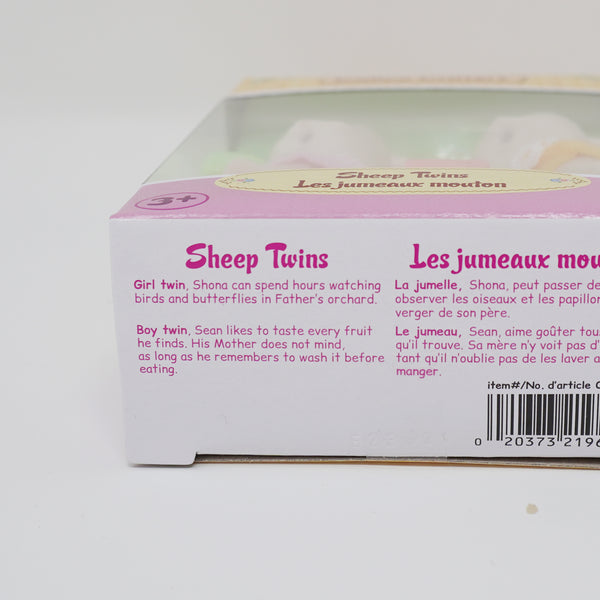 Sheep Twins
Les jumeaux mouton
3+
Sheep Twins
Girl twin, Shona can spend hours watching
birds and butterflies in Father's orchard.
Boy twin, Sean likes to taste every fruit
he finds. His Mother does not mind,
as long as he remembers to wash it before
eating.
Les jumeaux mou
La jumelle, Shona, peut passer de
observer les oiseaux et les papillon
verger de son père.
Le jumeau, Sean, aime goûter tou
qu'il trouve. Sa mère n'y voit pas d'
tant qu'il n'oublie pas de les laver a
manger.
item#/No. d'article
0 20373 2196